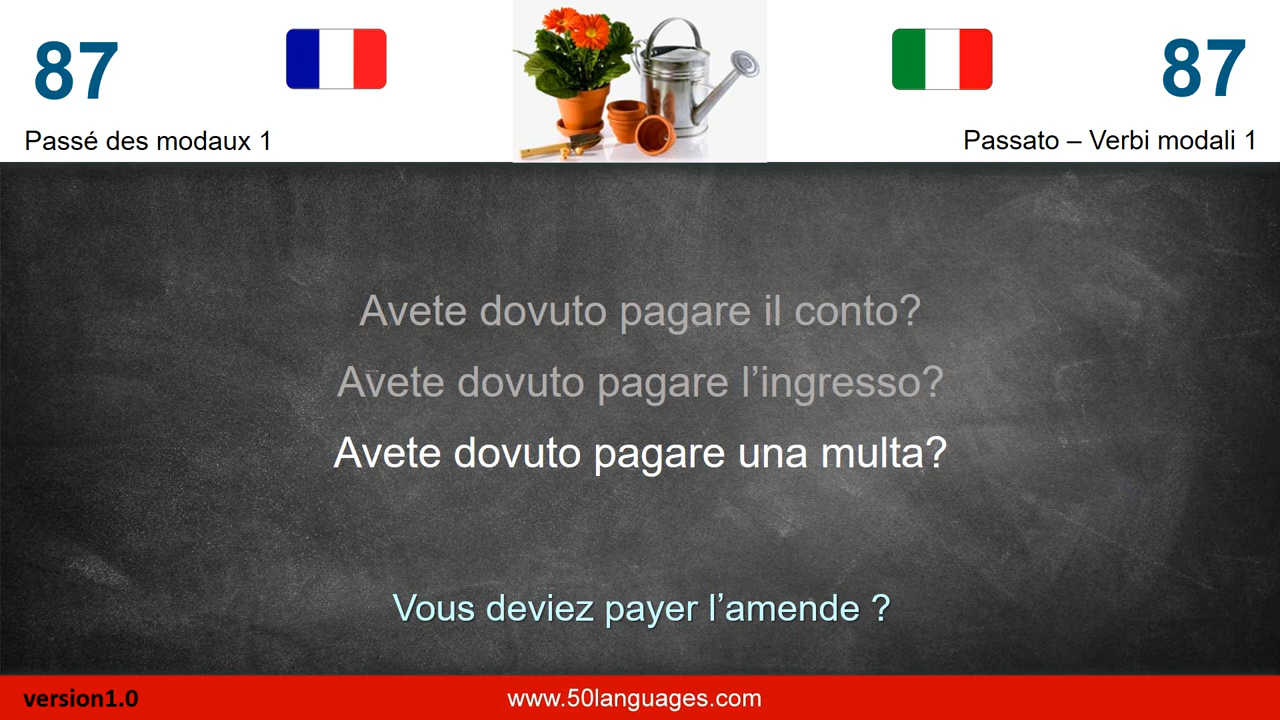 87
87
Passé des modaux 1
Passato – Verbi modali 1
Avete dovuto pagare il conto?
Avete dovuto pagare l’ingresso?
Avete dovuto pagare una multa?
Vous deviez payer l’amende ?
version1.0
www.50languages.com